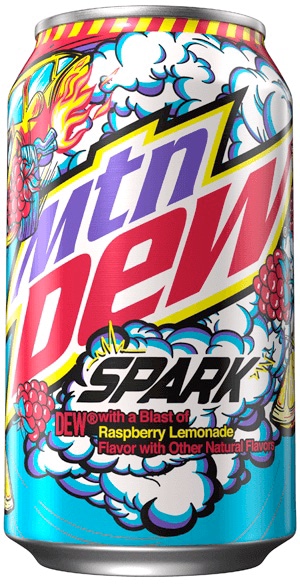 mtn
DEW
SPARK
DEW® with a Blast of
Raspberry Lemonade
Flavor with Other Natural Flavors